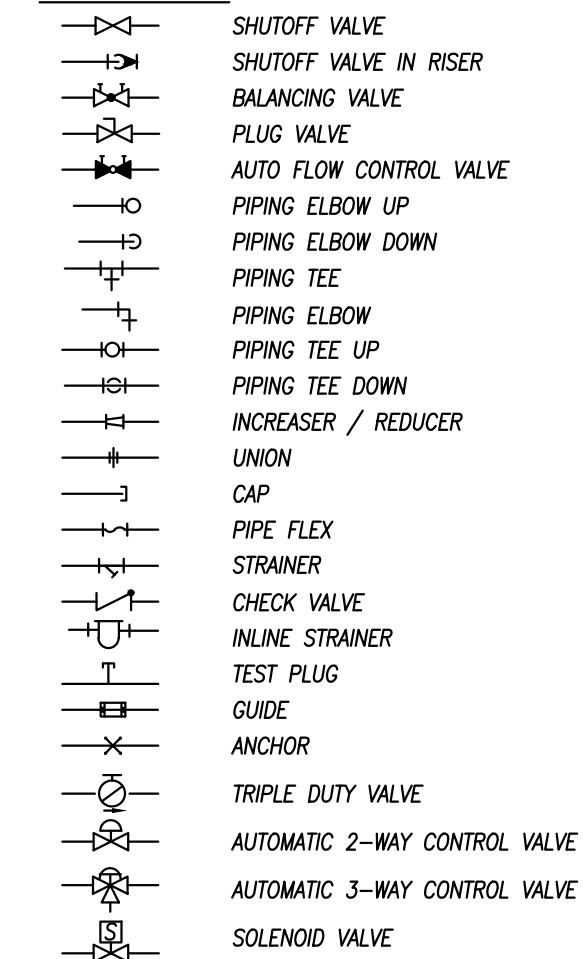 SHUTOFF VALVE
SHUTOFF VALVE IN RISER
BALANCING VALVE
PLUG VALVE
AUTO FLOW CONTROL VALVE
PIPING ELBOW UP
PIPING ELBOW DOWN
PIPING TEE
PIPING ELBOW
PIPING TEE UP
PIPING TEE DOWN
INCREASER / REDUCER
UNION
CAP
PIPE FLEX
STRAINER
CHECK VALVE
INLINE STRAINER
TEST PLUG
GUIDE
ANCHOR
TRIPLE DUTY VALVE
AUTOMATIC 2-WAY CONTROL VALVE
AUTOMATIC 3-WAY CONTROL VALVE
S SOLENOID VALVE